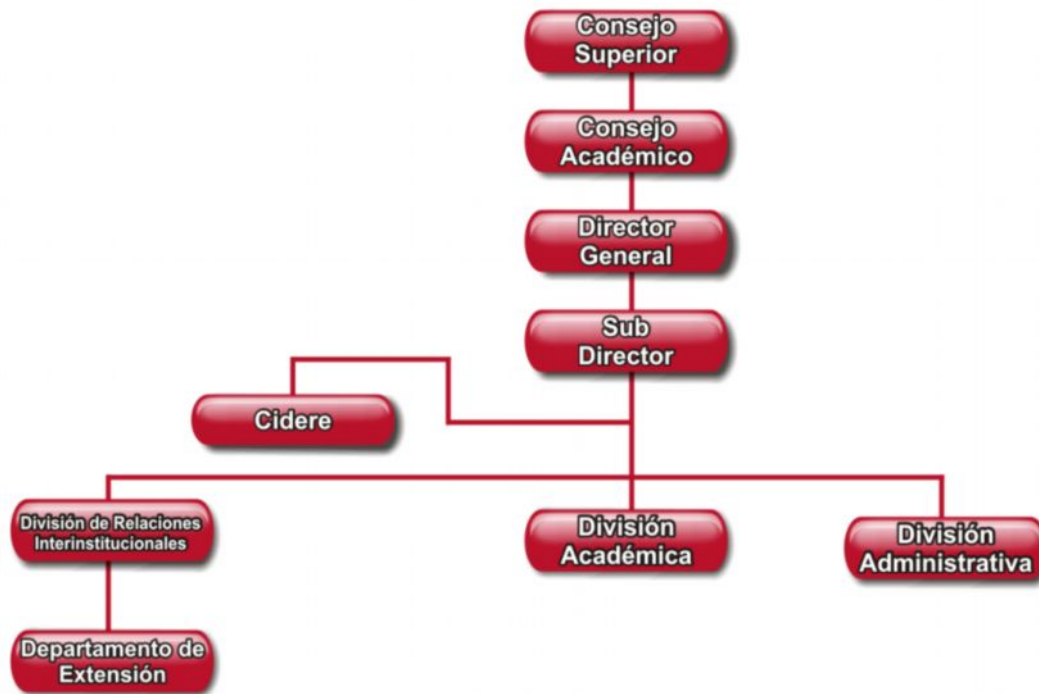 Consejo
Superior
Consejo
Académico
Director
General
Sub
Director
Cidere
División de Relaciones
Interinstitucionales
División
Académica
División
Administrativa
Departamento de
Extensión